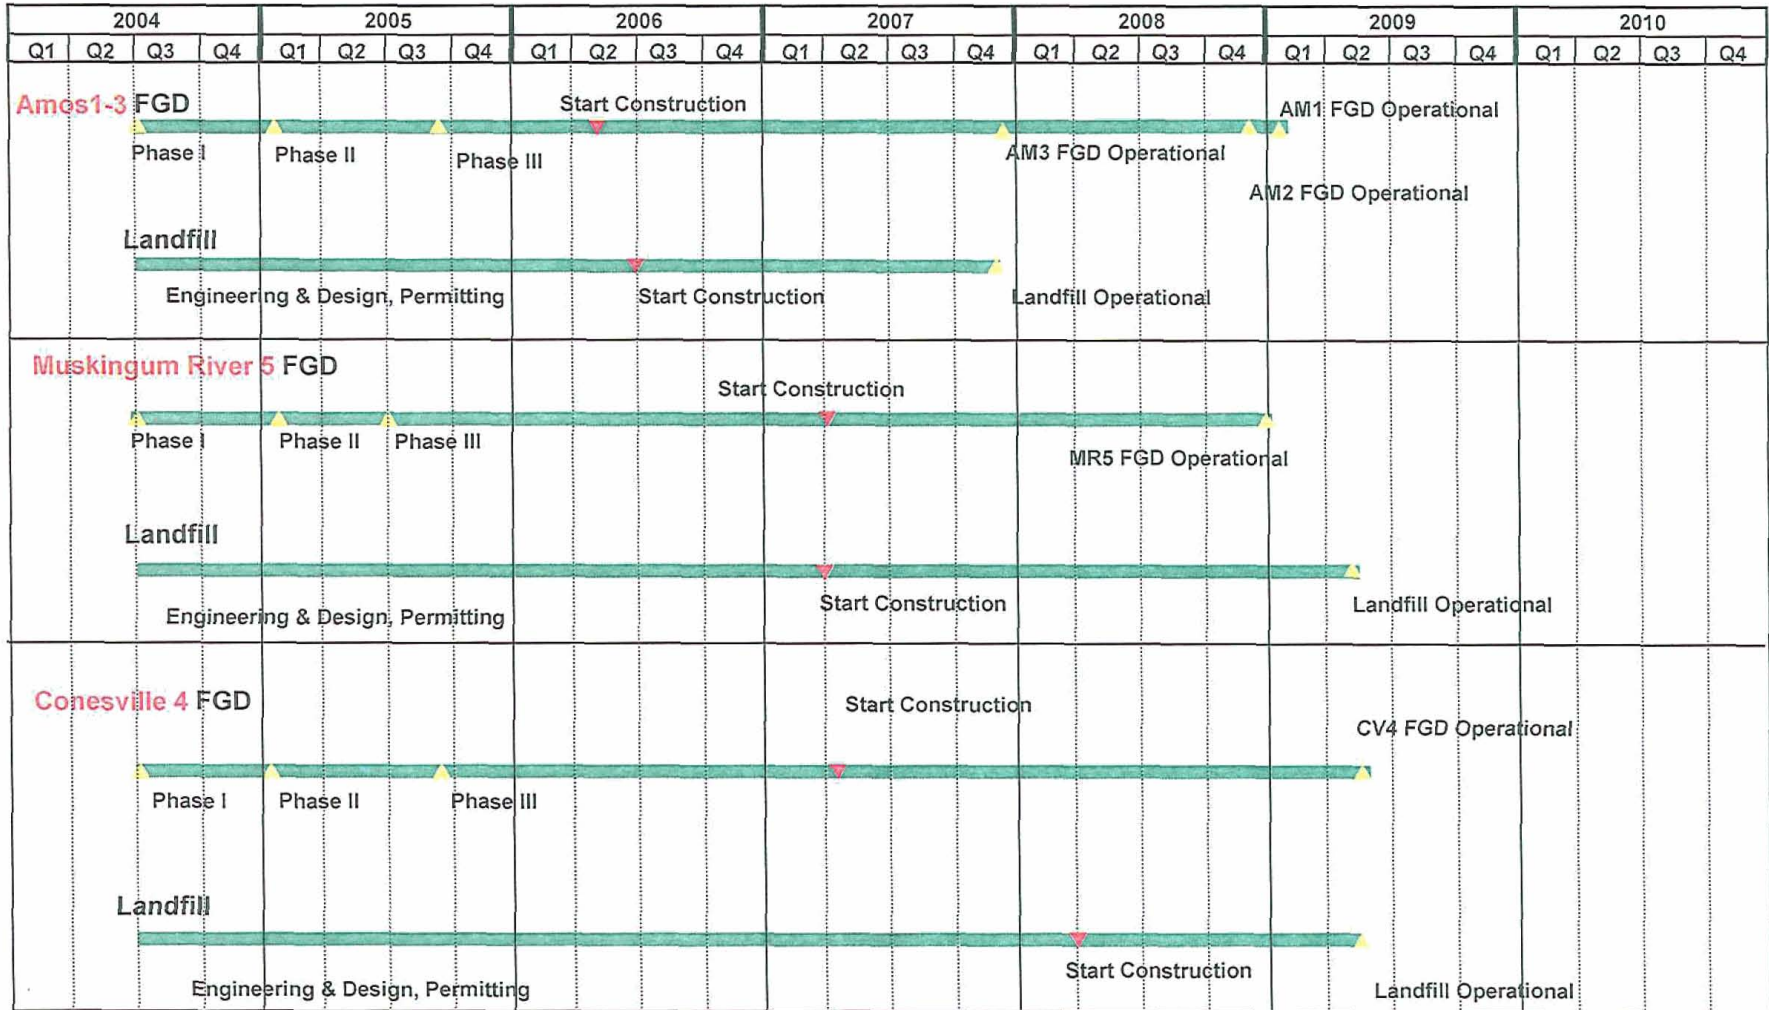 2004 2005 2006 2007 2008 2009 2010
Q1 Q2 Q3 Q4 Q1 Q2 Q3 Q4 Q1 Q2 Q3 Q4 Q1 Q2 Q3 Q4 Q1 Q2 Q3 Q4 Q1 Q2 Q3 Q4 Q1 Q2 Q3 Q4
Amos1-3 FGD
Start Construction
AM1 FGD Operational
Phase I
Phase II
Phase III
AM3 FGD Operational
AM2 FGD Operational
Landfill
Engineering & Design, Permitting
Start Construction
Landfill Operational
Muskingum River 5 FGD
Start Construction
Phase I
Phase II
Phase III
MR5 FGD Operational
Landfill
Engineering & Design, Permitting
Start Construction
Landfill Operational
Conesville 4 FGD
Start Construction
CV4 FGD Operational
Phase I
Phase II
Phase III
Landfill
Engineering & Design, Permitting
Start Construction
Landfill Operational